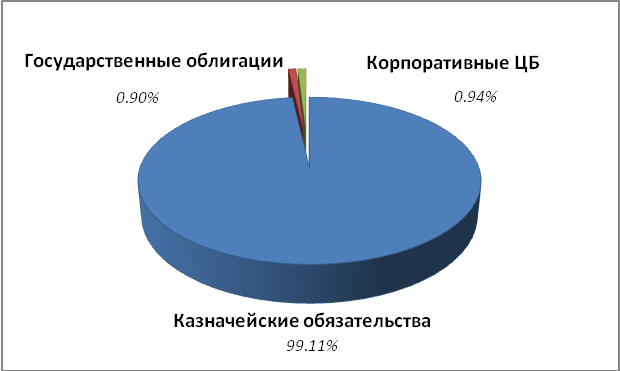 Государственные облигации
0.90%
Корпоративные ЦБ
0.94%
Казначейские обязательства
99.11%